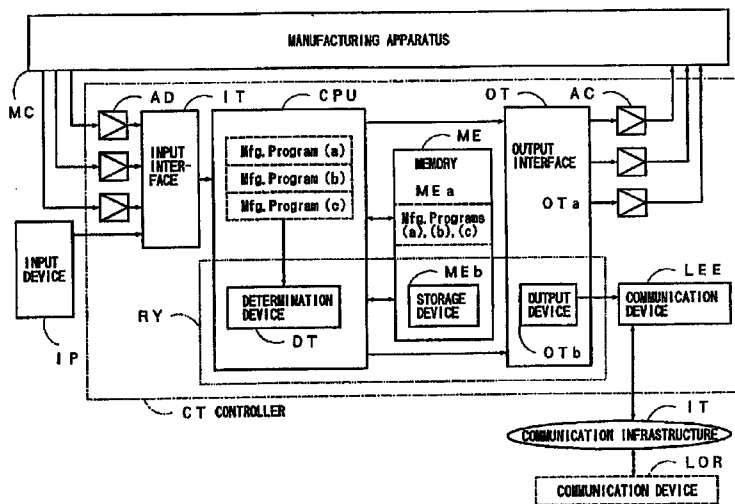 MANUFACTURING APPARATUS
MC
AD
IT
CPU
OT
AC
INPUT
INTER-
FACE
Mfg. Program (a)
Mfg. Program (b)
Mfg. Program (c)
ME
MEMORY
MEa
Mfg. Programs
(a). (b). (c)
OUTPUT
INTERFACE
OTa
INPUT
DEVICE
IP
RY
DETERMINATION
DEVICE
DT
MEb
STORAGE
DEVICE
OUTPUT
DEVICE
OTb
LEE
COMMUNICATION
DEVICE
CT CONTROLLER
IT
COMMUNICATION INFRASTRUCTURE
LOR
COMMUNICATION DEVICE